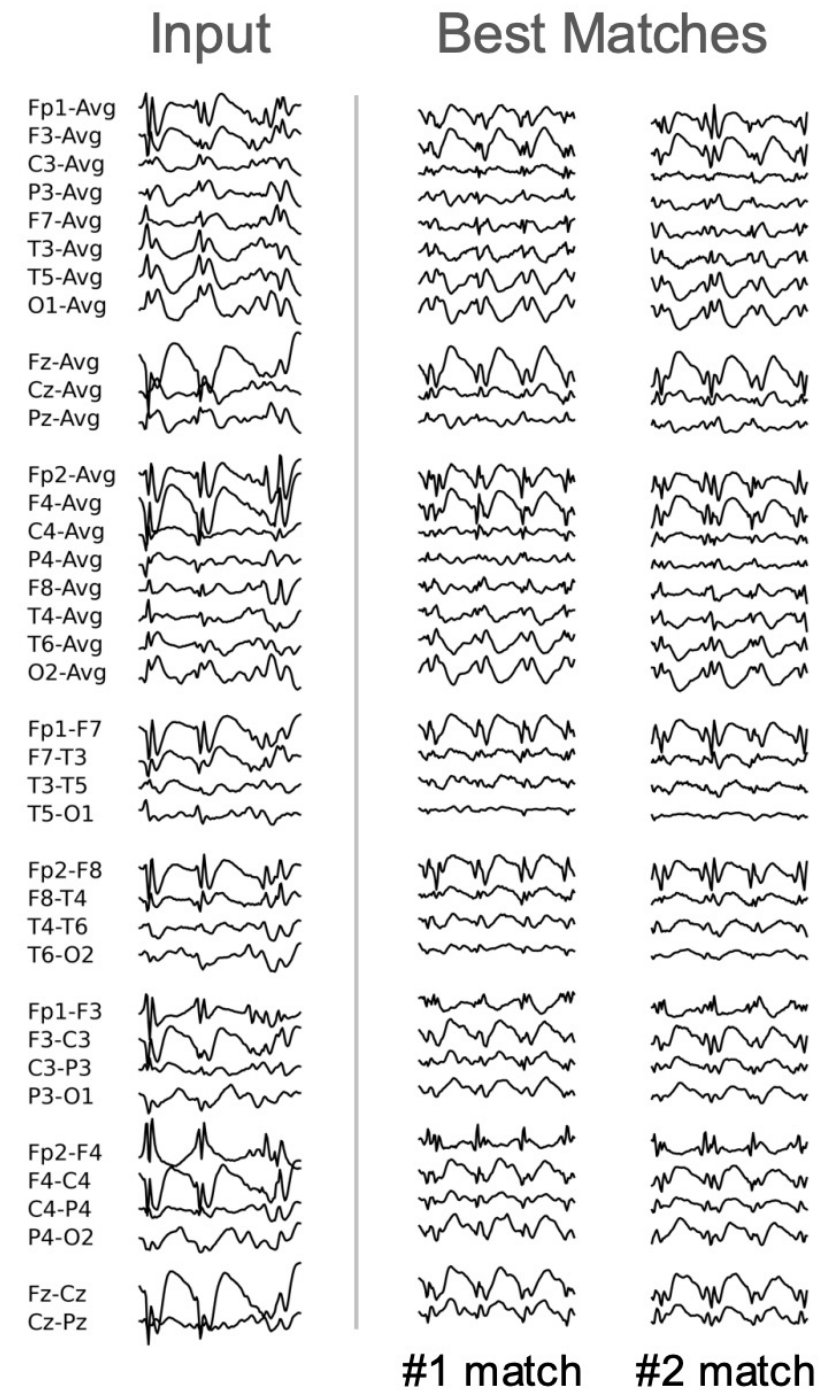 Input
Best Matches
Fp1-Avg
F3-Avg
C3-Avg
P3-Avg
F7-Avg
T3-Avg
T5-Avg
O1-Avg
Fz-Avg
Cz-Avg
Pz-Avg
Fp2-Avg
F4-Avg
C4-Avg
P4-Avg
F8-Avg
T4-Avg
T6-Avg
O2-Avg
Fp1-F7
F7-T3
T3-T5
T5-O1
Fp2-F8
F8-T4
T4-T6
T6-O2
Fp1-F3
F3-C3
C3-P3
P3-O1
Fp2-F4
F4-C4
C4-P4
P4-O2
Fz-Cz
Cz-Pz
#1 match
#2 match